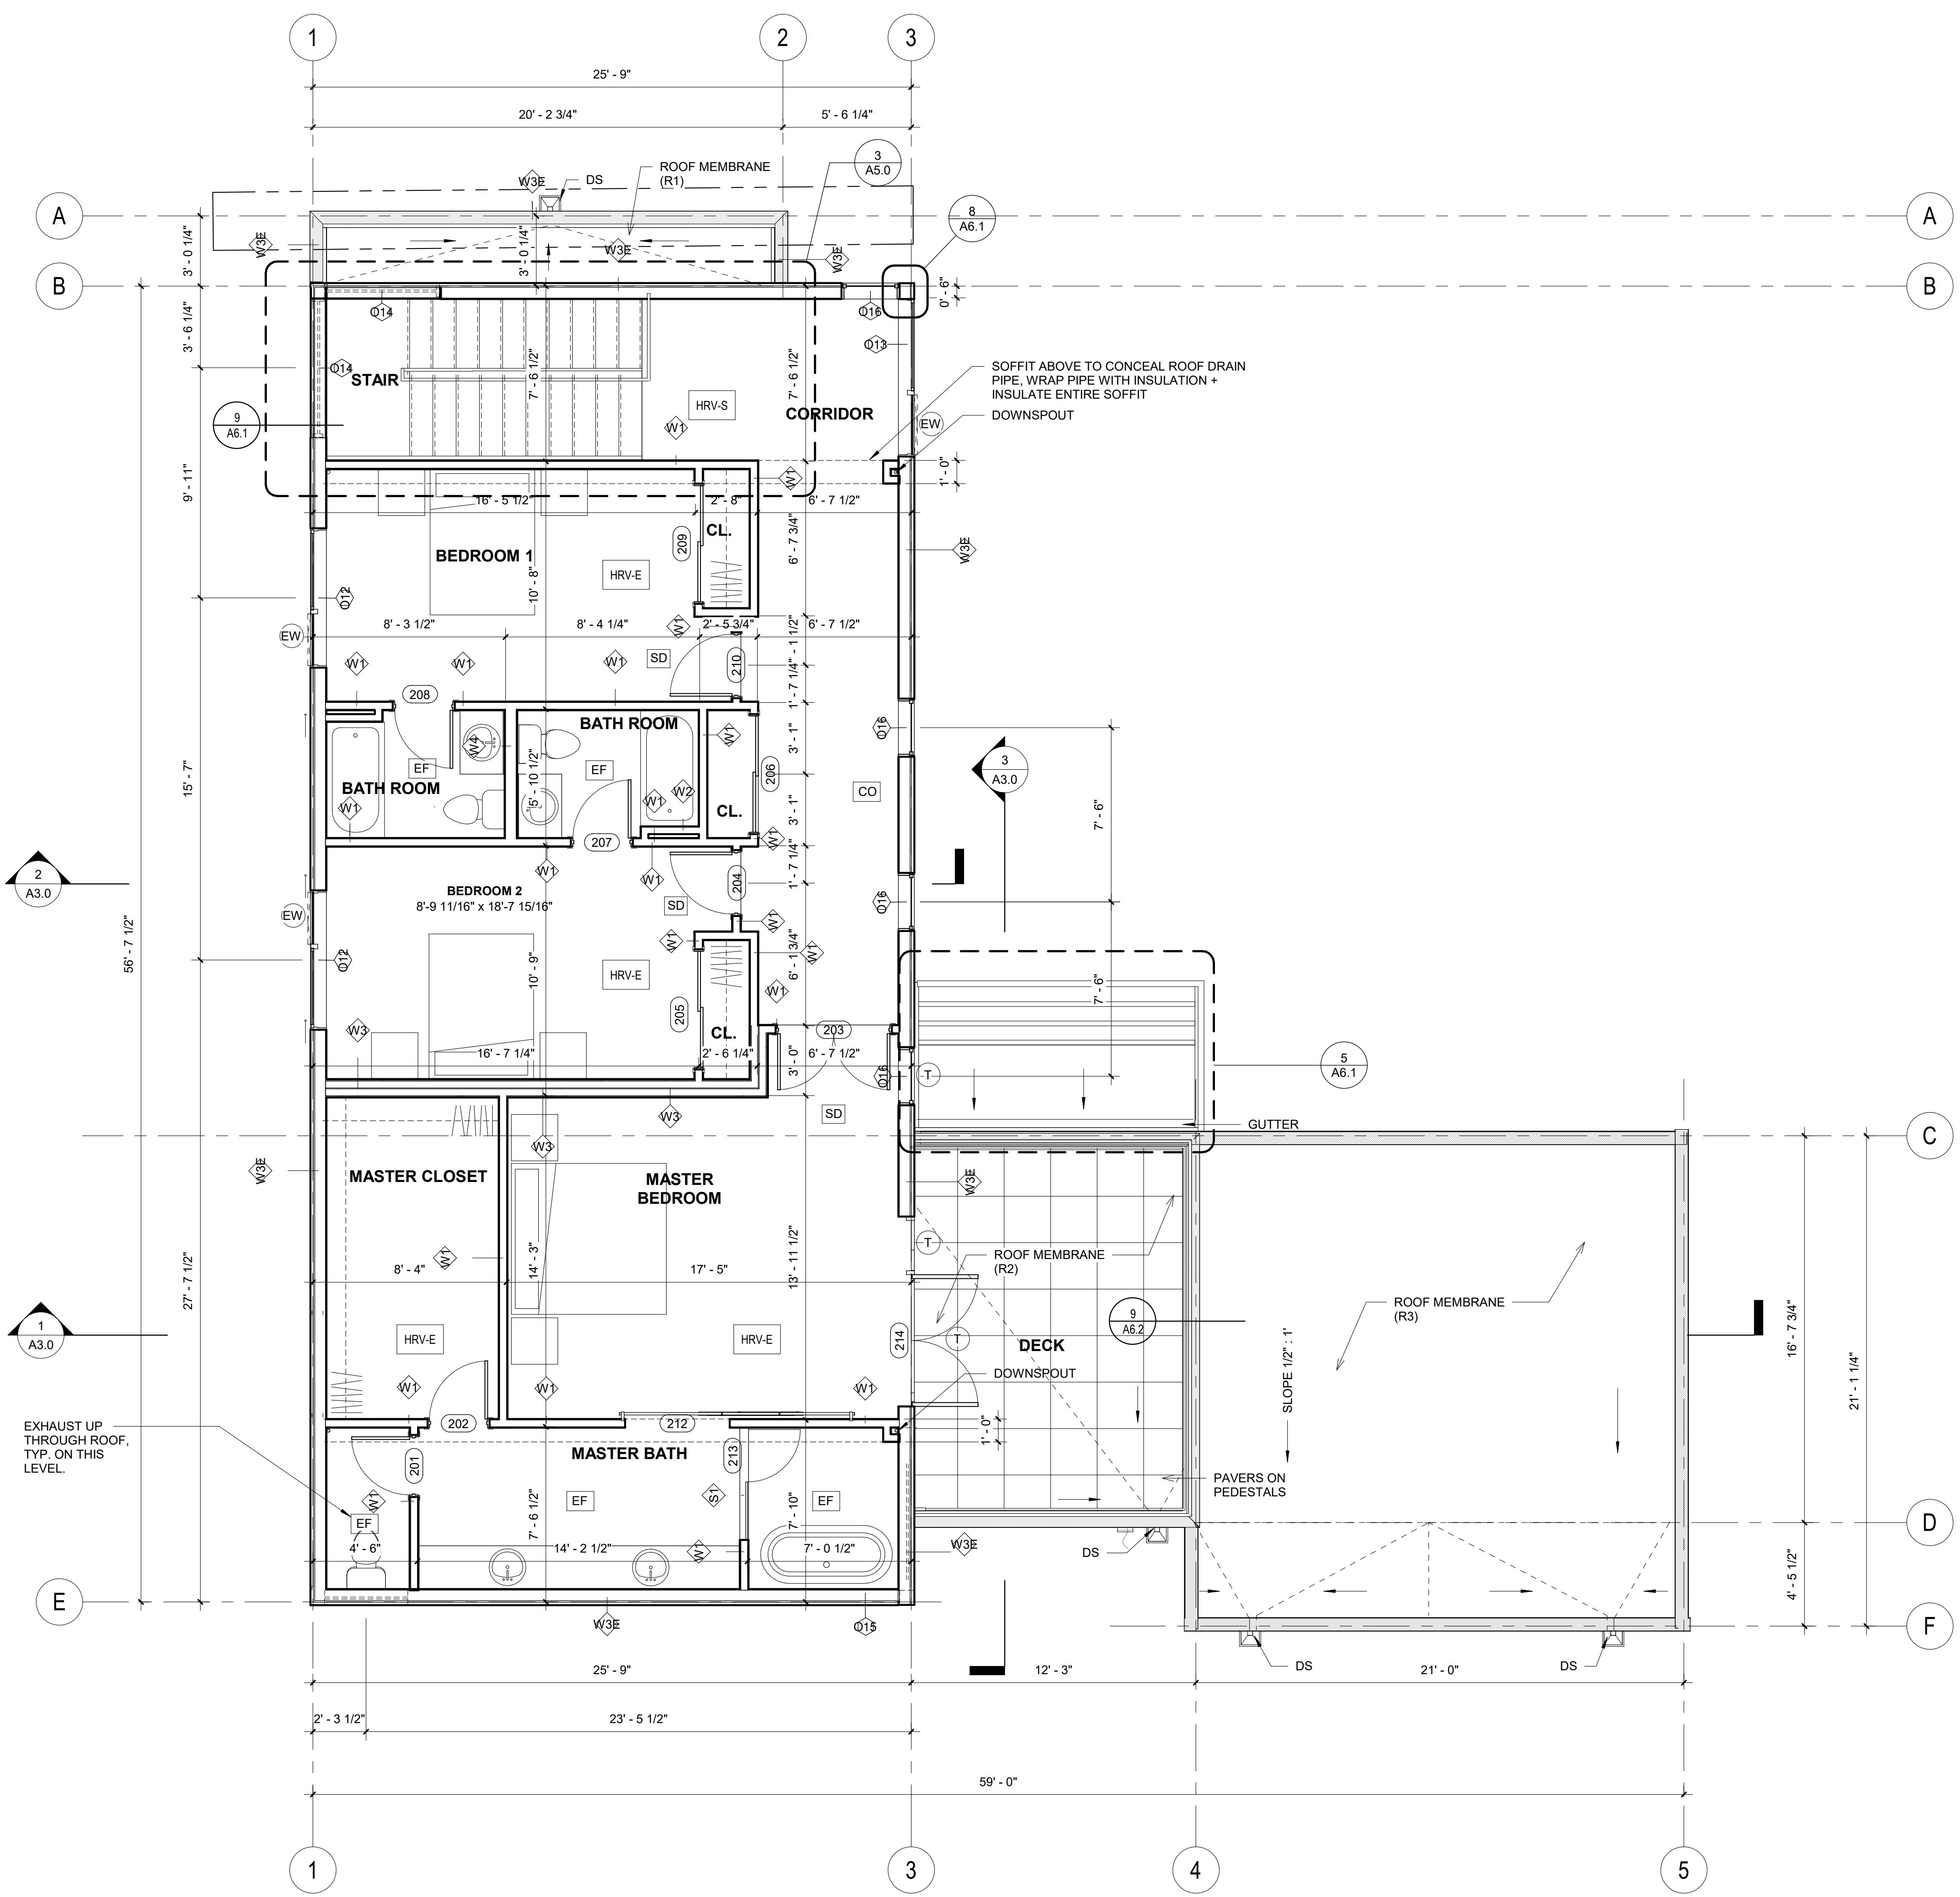 1
2
3
25' - 9"
20' - 2 3/4"
5' - 6 1/4"
3
A5.0
ROOF MEMBRANE
(R1)
DS
W3E
8
A6.1
A
A
3' - 0 1/4"
3' - 0 1/4"
W3E
W3E
W3E
B
B
0' - 6"
O14
O16
O13
3' - 6 1/4"
O14
STAIR
7' - 6 1/2"
7' - 6 1/2"
SOFFIT ABOVE TO CONCEAL ROOF DRAIN
PIPE, WRAP PIPE WITH INSULATION +
INSULATE ENTIRE SOFFIT
DOWNSPOUT
HRV-S
CORRIDOR
9
A6.1
W1
EW
W1
1' - 0"
9' - 11"
16' - 5 1/2"
2' - 8"
6' - 7 1/2"
CL.
209
6' - 7 3/4"
W3E
BEDROOM 1
HRV-E
10' - 8"
O12
EW
8' - 3 1/2"
8' - 4 1/4"
2' - 5 3/4"
6' - 7 1/2"
W1
1' - 1 1/2"
W1
W1
W1
SD
210
1' - 7 1/4"
208
BATH ROOM
W1
3' - 1"
O16
W4
EF
EF
5' - 10 1/2"
206
BATH ROOM
W1
W1
W2
CL.
3' - 1"
CO
3
A3.0
15' - 7"
7' - 6"
207
W1
W1
W1
204
1' - 7 1/4"
2
A3.0
BEDROOM 2
8'-9 11/16" x 18'-7 15/16"
SD
EW
W1
O16
56' - 7 1/2"
W1
W1
6' - 1 3/4"
O12
10' - 9"
HRV-E
W1
7' - 6"
205
CL.
W3
203
16' - 7 1/4"
2' - 6 1/4"
3' - 0"
6' - 7 1/2"
O16
T
5
A6.1
W3
SD
GUTTER
C
W3
W3E
MASTER CLOSET
MASTER
BEDROOM
W3E
T
ROOF MEMBRANE
(R2)
W1
8' - 4"
14' - 3"
17' - 5"
13' - 11 1/2"
27' - 7 1/2"
ROOF MEMBRANE
(R3)
9
A6.2
1
A3.0
HRV-E
HRV-E
214
T
DECK
SLOPE 1/2" : 1'
16' - 7 3/4"
21' - 1 1/4"
DOWNSPOUT
W1
W1
W1
EXHAUST UP
THROUGH ROOF,
TYP. ON THIS
LEVEL.
202
212
1' - 0"
MASTER BATH
201
213
PAVERS ON
PEDESTALS
W1
EF
S1
EF
EF
7' - 6 1/2"
7' - 10"
D
4' - 6"
14' - 2 1/2"
W1
7' - 0 1/2"
W3E
DS
4' - 5 1/2"
E
W3E
O15
F
25' - 9"
12' - 3"
DS
21' - 0"
DS
2' - 3 1/2"
23' - 5 1/2"
59' - 0"
1
3
4
5